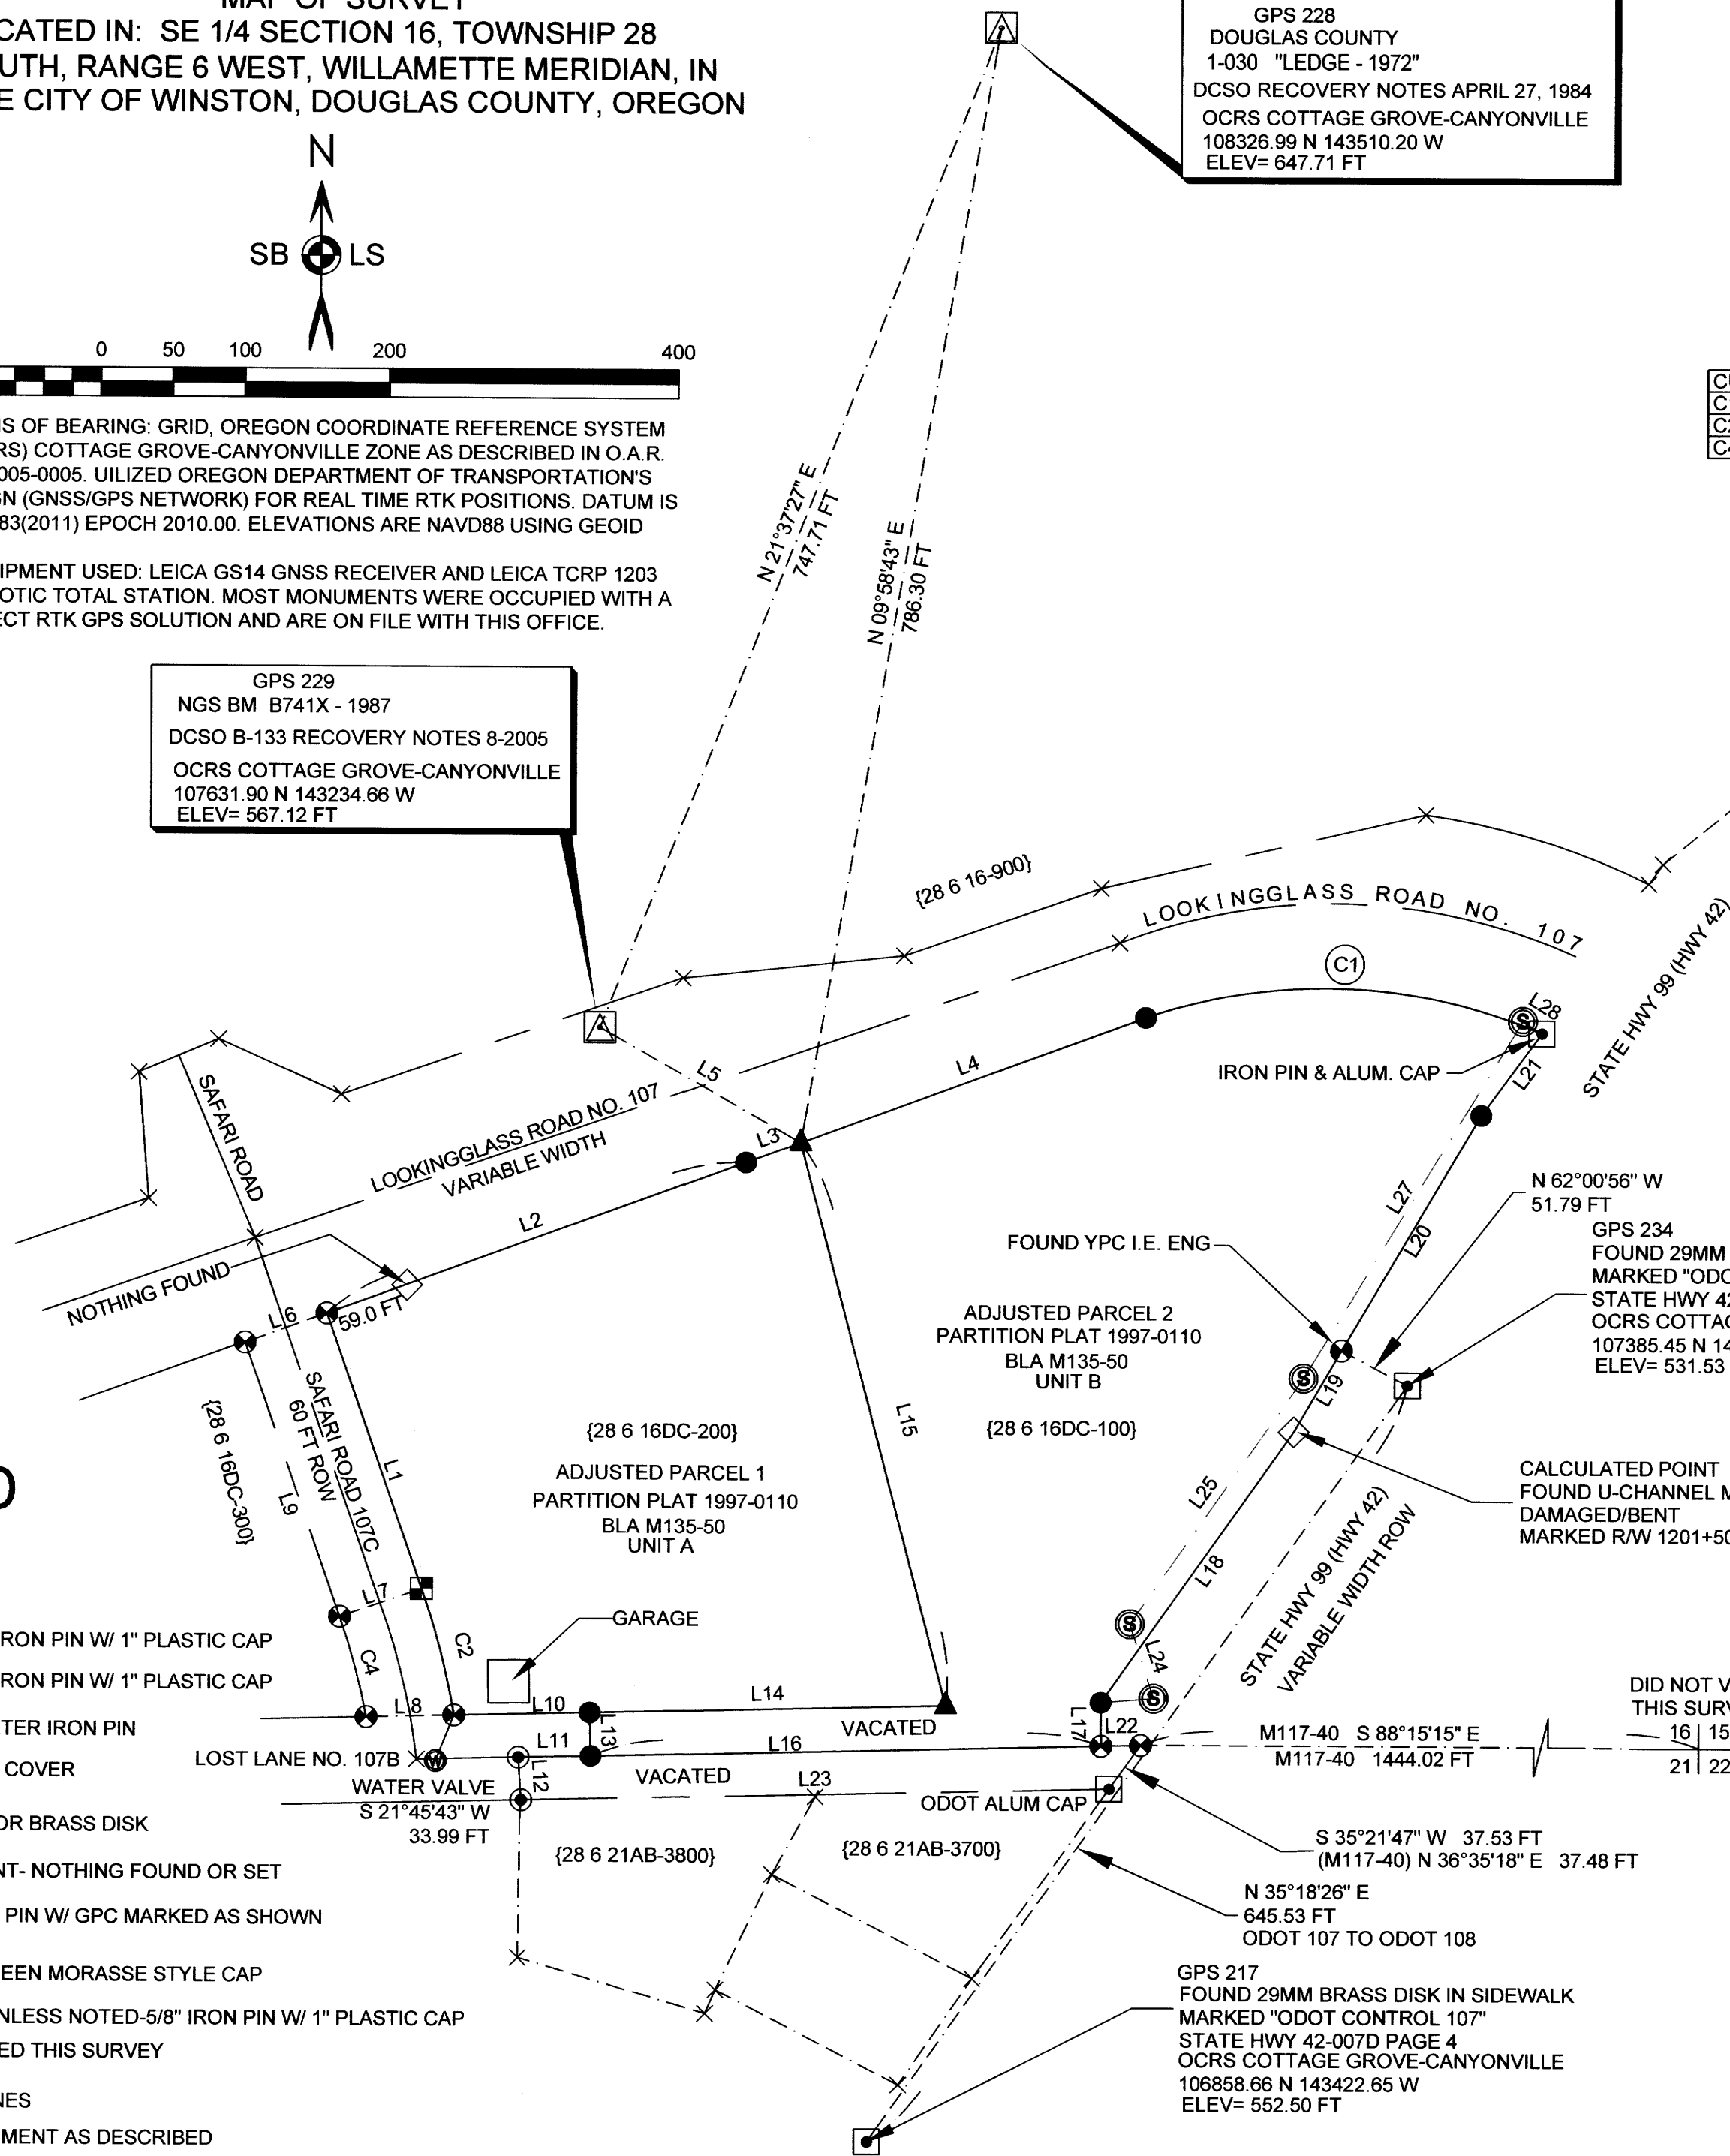 MAP OF SURVEY
CATED IN: SE 1/4 SECTION 16, TOWNSHIP 28
UTH, RANGE 6 WEST, WILLAMETTE MERIDIAN, IN
E CITY OF WINSTON, DOUGLAS COUNTY, OREGON
N
SB LS
0 50 100 200 400
IS OF BEARING: GRID, OREGON COORDINATE REFERENCE SYSTEM
RS) COTTAGE GROVE-CANYONVILLE ZONE AS DESCRIBED IN O.A.R.
005-0005. UILIZED OREGON DEPARTMENT OF TRANSPORTATION'S
GN (GNSS/GPS NETWORK) FOR REAL TIME RTK POSITIONS. DATUM IS
83(2011) EPOCH 2010.00. ELEVATIONS ARE NAVD88 USING GEOID
IPMENT USED: LEICA GS14 GNSS RECEIVER AND LEICA TCRP 1203
OTIC TOTAL STATION. MOST MONUMENTS WERE OCCUPIED WITH A
ECT RTK GPS SOLUTION AND ARE ON FILE WITH THIS OFFICE.
GPS 228
DOUGLAS COUNTY
1-030 "LEDGE - 1972"
DCSO RECOVERY NOTES APRIL 27, 1984
OCRS COTTAGE GROVE-CANYONVILLE
108326.99 N 143510.20 W
ELEV= 647.71 FT
C
C
C2
C4
N 21°37'27" E
747.71 FT
N 09°58'43" E
786.30 FT
GPS 229
NGS BM B741X - 1987
DCSO B-133 RECOVERY NOTES 8-2005
OCRS COTTAGE GROVE-CANYONVILLE
107631.90 N 143234.66 W
ELEV= 567.12 FT
{28 6 16-900}
LOOKINGGLASS ROAD NO. 107
C1
STATE HWY 99 (HWY 42)
L28
S
IRON PIN & ALUM. CAP
L21
L4
L5
L3
LOOKINGGLASS ROAD NO. 107
VARIABLE WIDTH
SAFARI ROAD
L2
NOTHING FOUND
59.0 FT
L6
L27
L20
N 62°00'56" W
51.79 FT
FOUND YPC I.E. ENG
GPS 234
FOUND 29MM
MARKED "ODO
STATE HWY 42
OCRS COTTAG
107385.45 N 14
ELEV= 531.53
ADJUSTED PARCEL 2
PARTITION PLAT 1997-0110
BLA M135-50
UNIT B
{28 6 16DC-100}
S
L19
L15
SAFARI ROAD 107C
60 FT ROW
{28 6 16DC-300}
L9
L1
{28 6 16DC-200}
ADJUSTED PARCEL 1
PARTITION PLAT 1997-0110
BLA M135-50
UNIT A
CALCULATED POINT
FOUND U-CHANNEL M
DAMAGED/BENT
MARKED R/W 1201+50
L25
L18
STATE HWY 99 (HWY 42)
VARIABLE WIDTH ROW
L7
GARAGE
S
L24
S
C4
C2
L8
L10
L14
VACATED
L13
L11
L16
L17
L22
M117-40 S 88°15'15" E
M117-40 1444.02 FT
DID NOT V
THIS SURV
16 15
21 22
LOST LANE NO. 107B
W
VACATED
L12
WATER VALVE
S 21°45'43" W
33.99 FT
L23
ODOT ALUM CAP
{28 6 21AB-3800}
{28 6 21AB-3700}
S 35°21'47" W 37.53 FT
(M117-40) N 36°35'18" E 37.48 FT
N 35°18'26" E
645.53 FT
ODOT 107 TO ODOT 108
GPS 217
FOUND 29MM BRASS DISK IN SIDEWALK
MARKED "ODOT CONTROL 107"
STATE HWY 42-007D PAGE 4
OCRS COTTAGE GROVE-CANYONVILLE
106858.66 N 143422.65 W
ELEV= 552.50 FT
IRON PIN W/ 1" PLASTIC CAP
IRON PIN W/ 1" PLASTIC CAP
TER IRON PIN
COVER
OR BRASS DISK
NT- NOTHING FOUND OR SET
PIN W/ GPC MARKED AS SHOWN
EEN MORASSE STYLE CAP
NLESS NOTED-5/8" IRON PIN W/ 1" PLASTIC CAP
ED THIS SURVEY
NES
MENT AS DESCRIBED